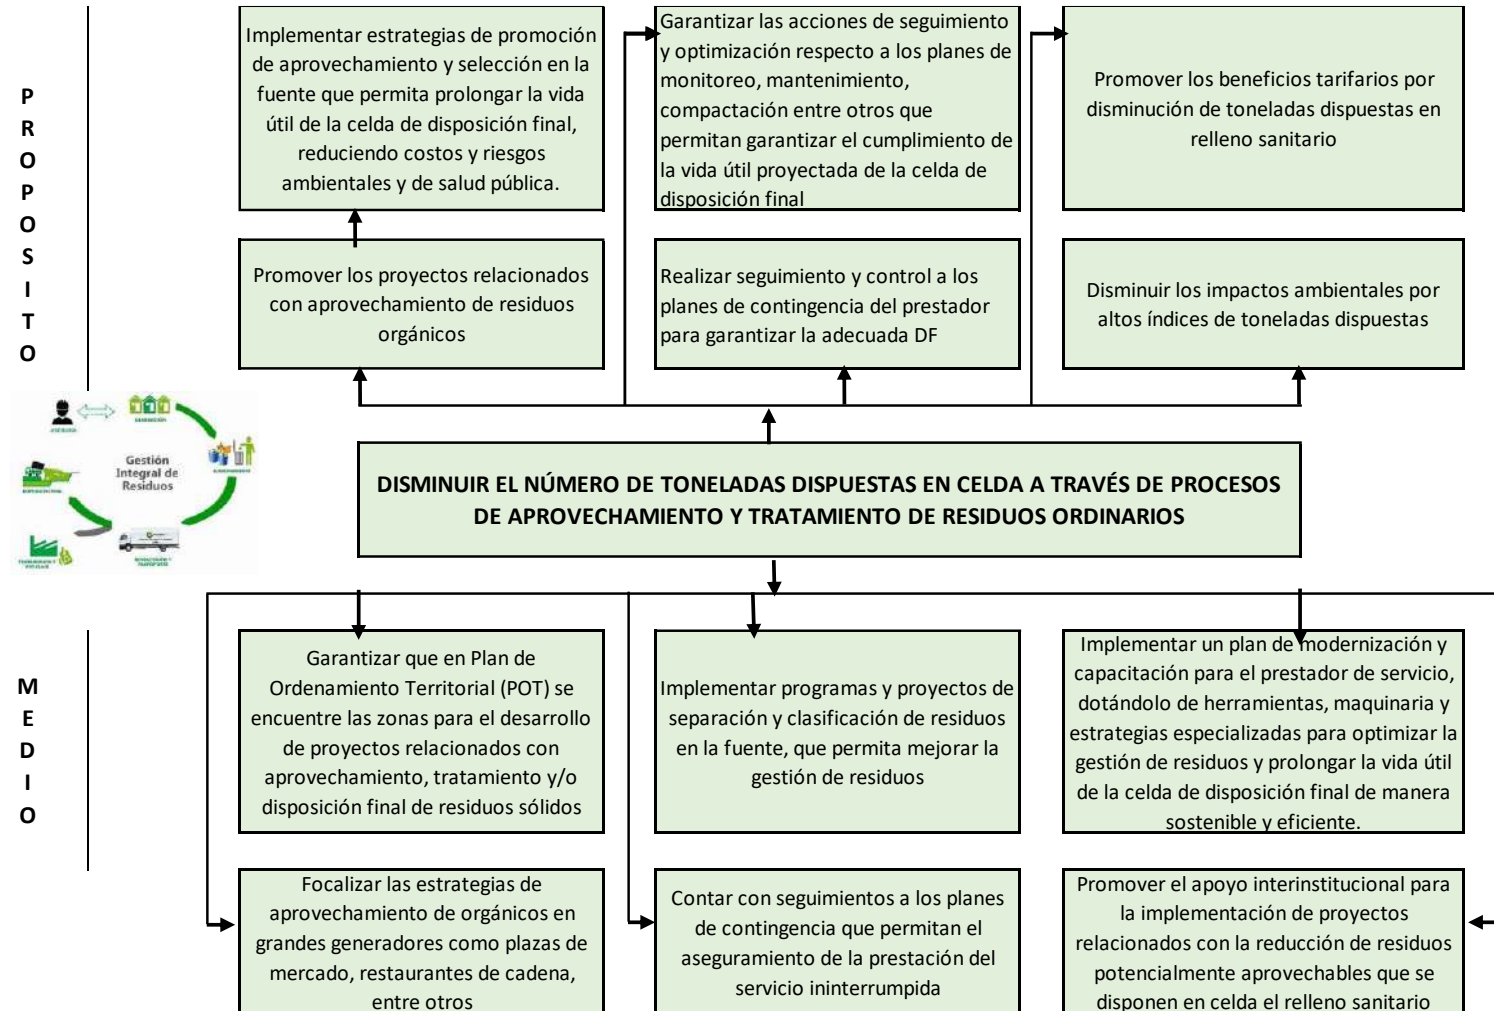 PROPOSITO
Implementar estrategias de promoción
de aprovechamiento y selección en la
fuente que permita prolongar la vida
útil de la celda de disposición final,
reduciendo costos y riesgos
ambientales y de salud pública.
Garantizar las acciones de seguimiento
y optimización respecto a los planes de
monitoreo, mantenimiento,
compactación entre otros que
permitan garantizar el cumplimiento de
la vida útil proyectada de la celda de
disposición final
Promover los beneficios tarifarios por
disminución de toneladas dispuestas en
relleno sanitario
Promover los proyectos relacionados
con aprovechamiento de residuos
orgánicos
Realizar seguimiento y control a los
planes de contingencia del prestador
para garantizar la adecuada DF
Disminuir los impactos ambientales por
altos índices de toneladas dispuestas
Gestión
Integral de
Residuos
DISMINUIR EL NÚMERO DE TONELADAS DISPUESTAS EN CELDA A TRAVÉS DE PROCESOS
DE APROVECHAMIENTO Y TRATAMIENTO DE RESIDUOS ORDINARIOS
MEDIO
Garantizar que en Plan de
Ordenamiento Territorial (POT) se
encuentre las zonas para el desarrollo
de proyectos relacionados con
aprovechamiento, tratamiento y/o
disposición final de residuos sólidos
Implementar programas y proyectos de
separación y clasificación de residuos
en la fuente, que permita mejorar la
gestión de residuos
Implementar un plan de modernización y
capacitación para el prestador de servicio,
dotándolo de herramientas, maquinaria y
estrategias especializadas para optimizar la
gestión de residuos y prolongar la vida útil
de la celda de disposición final de manera
sostenible y eficiente.
Focalizar las estrategias de
aprovechamiento de orgánicos en
grandes generadores como plazas de
mercado, restaurantes de cadena,
entre otros
Contar con seguimientos a los planes
de contingencia que permitan el
aseguramiento de la prestación del
servicio ininterrumpida
Promover el apoyo interinstitucional para
la implementación de proyectos
relacionados con la reducción de residuos
potencialmente aprovechables que se
disponen en celda el relleno sanitario